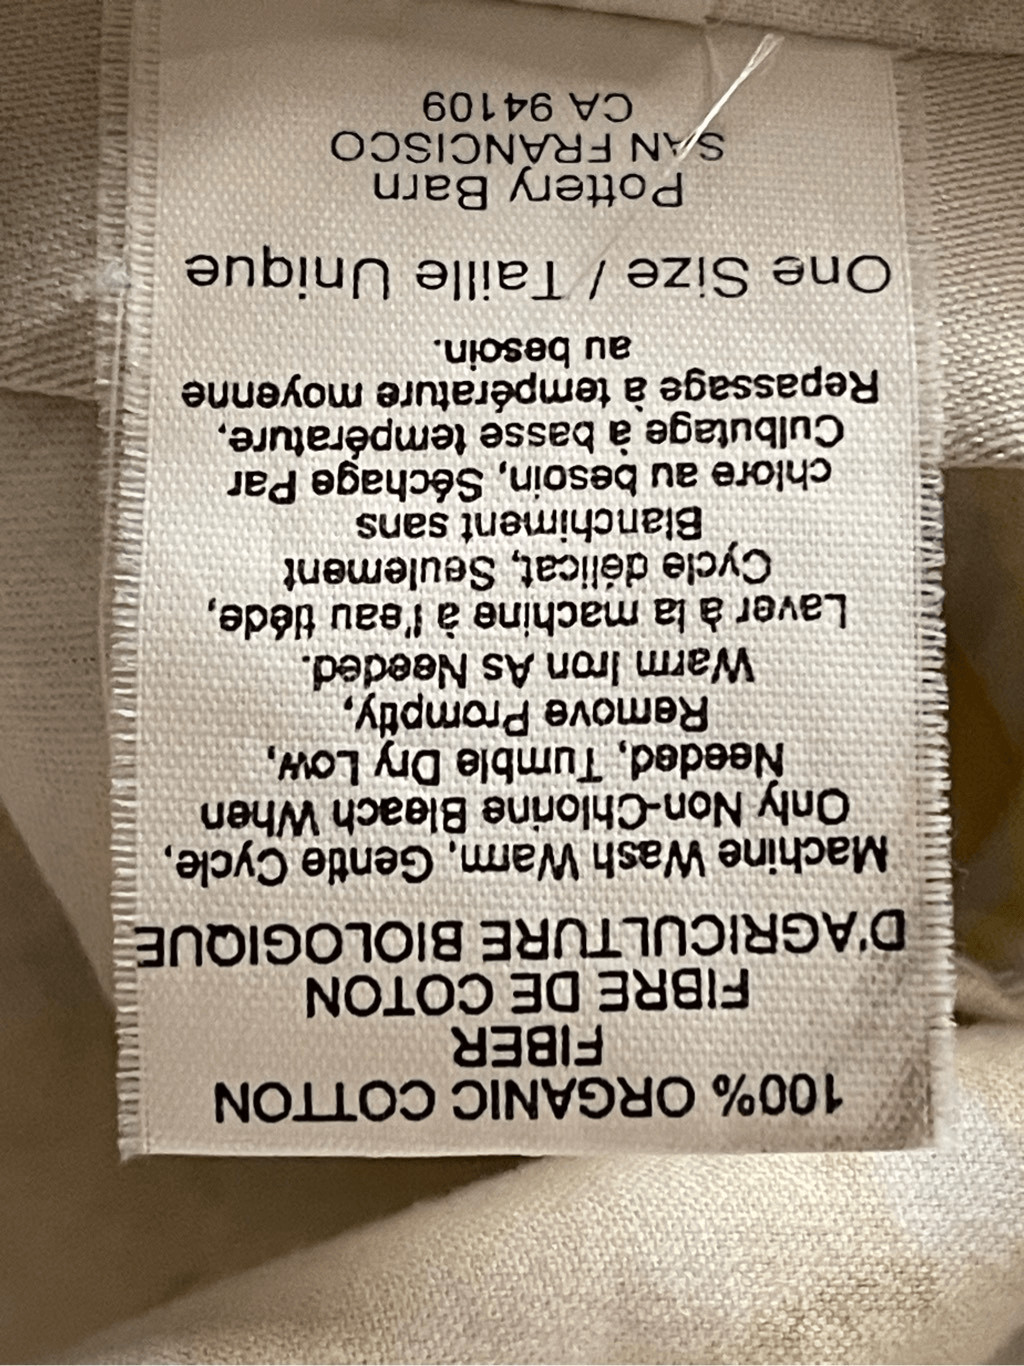 100% ORGANIC COTTON
FIBER
FIBRE DE COTON
D'AGRICULTURE BIOLOGIQUE
Machine Wash Warm, Gentle Cycle,
Only Non-Chlorine Bleach When
Needed, Tumble Dry Low,
Remove Promptly,
Warm Iron As Needed.
Laver à la machine à l'eau tiéde,
Cycle délicat, Seulement
Blanchiment sans
chlore au besoin, Séchage Par
Culbutage à basse température,
Repassage à température moyenne
au besoin.
One Size / Taille Unique
Pottery Barn
SAN FRANCISCO
CA 94109